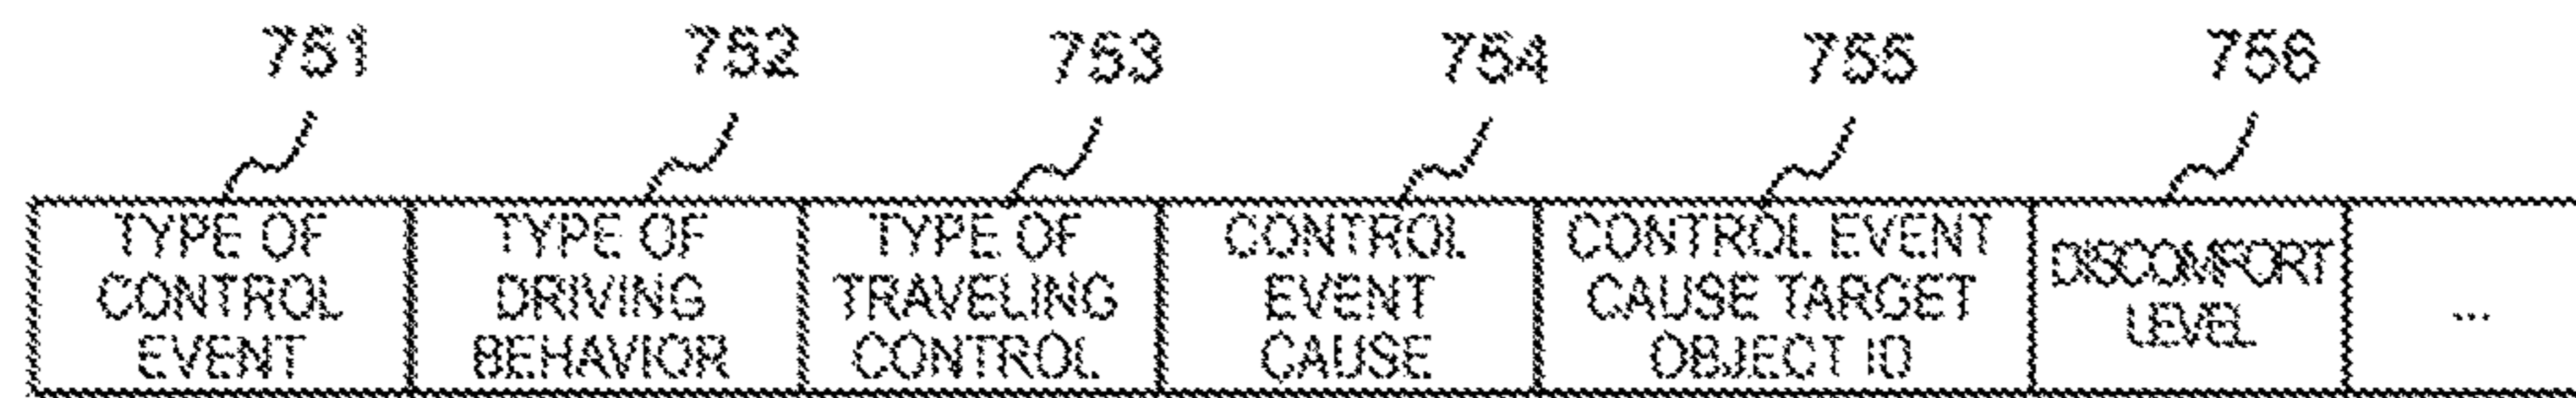 751 752 753 754 755 756
TYPE OF CONTROL EVENT
TYPE OF DRIVING BEHAVIOR
TYPE OF TRAVELING CONTROL
CONTROL EVENT CAUSE
CONTROL EVENT CAUSE TARGET OBJECT ID
DISCOMFORT LEVEL
...